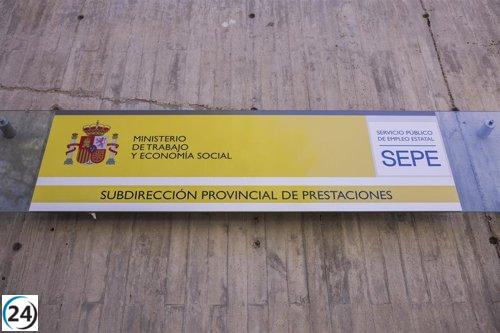 MINISTERIO
DE TRABAJO
Y ECONOMÍA SOCIAL
SERVICIO PÚBLICO
DE EMPLEO ESTATAL
SEPE
SUBDIRECCIÓN PROVINCIAL DE PRESTACIONES
24